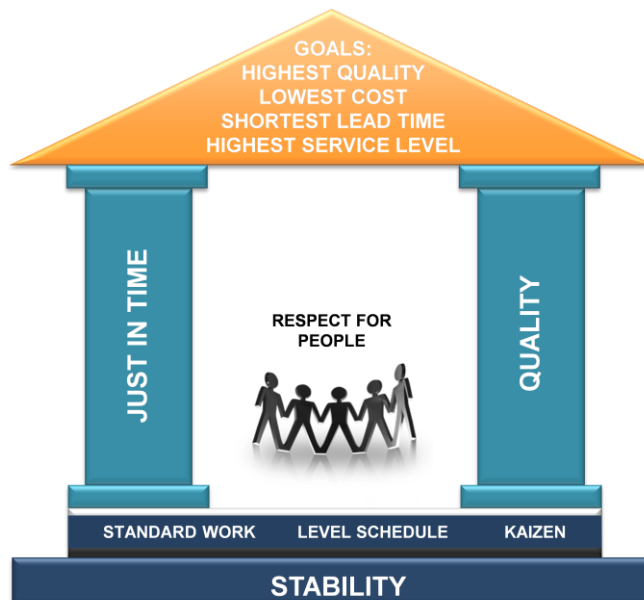 GOALS:
HIGHEST QUALITY
LOWEST COST
SHORTEST LEAD TIME
HIGHEST SERVICE LEVEL
JUST IN TIME
RESPECT FOR
PEOPLE
QUALITY
STANDARD WORK LEVEL SCHEDULE KAIZEN
STABILITY